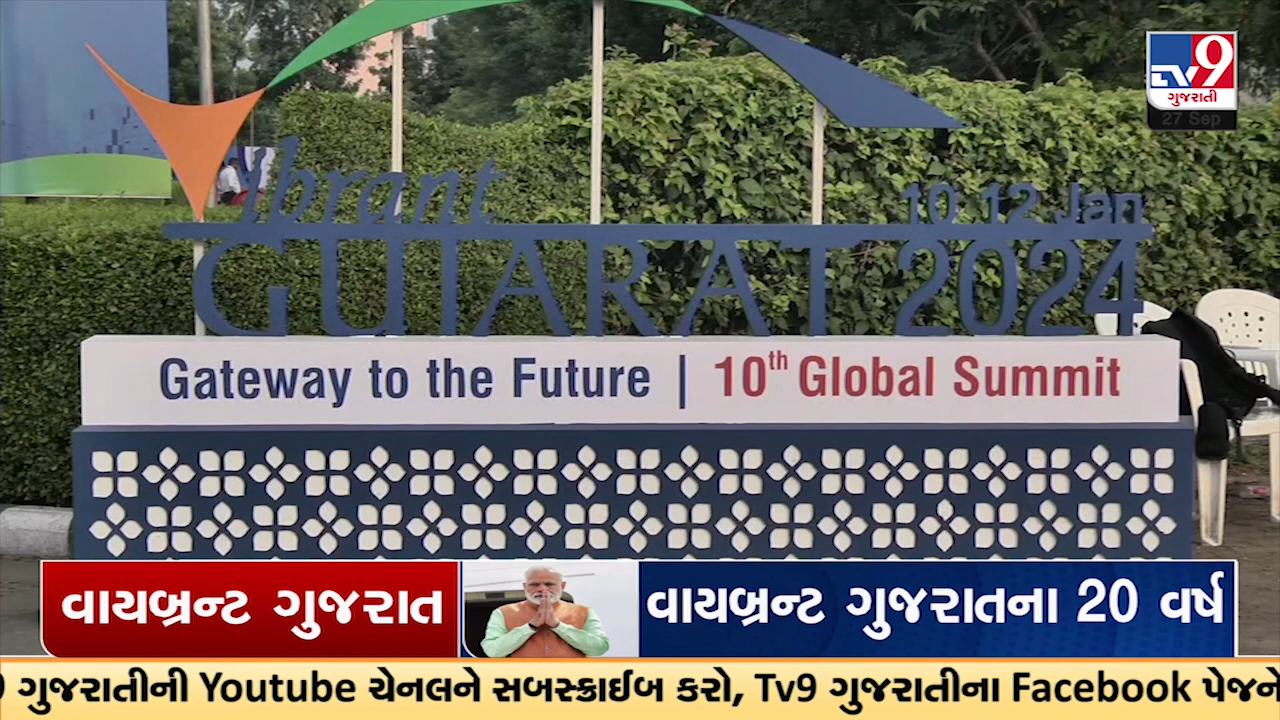 TV9
ગુજરાતી
27 Sep
Vibrant
10 12 Jan
GUJARAT 2024
Gateway to the Future | 10th Global Summit
વાયબ્રન્ટ ગુજરાત
વાયબ્રન્ટ ગુજરાતના 20 વર્ષ
9 ગુજરાતીની Youtube ચેનલને સબસ્ક્રાઈબ કરો, Tv9 ગુજરાતીના Facebook પેજને